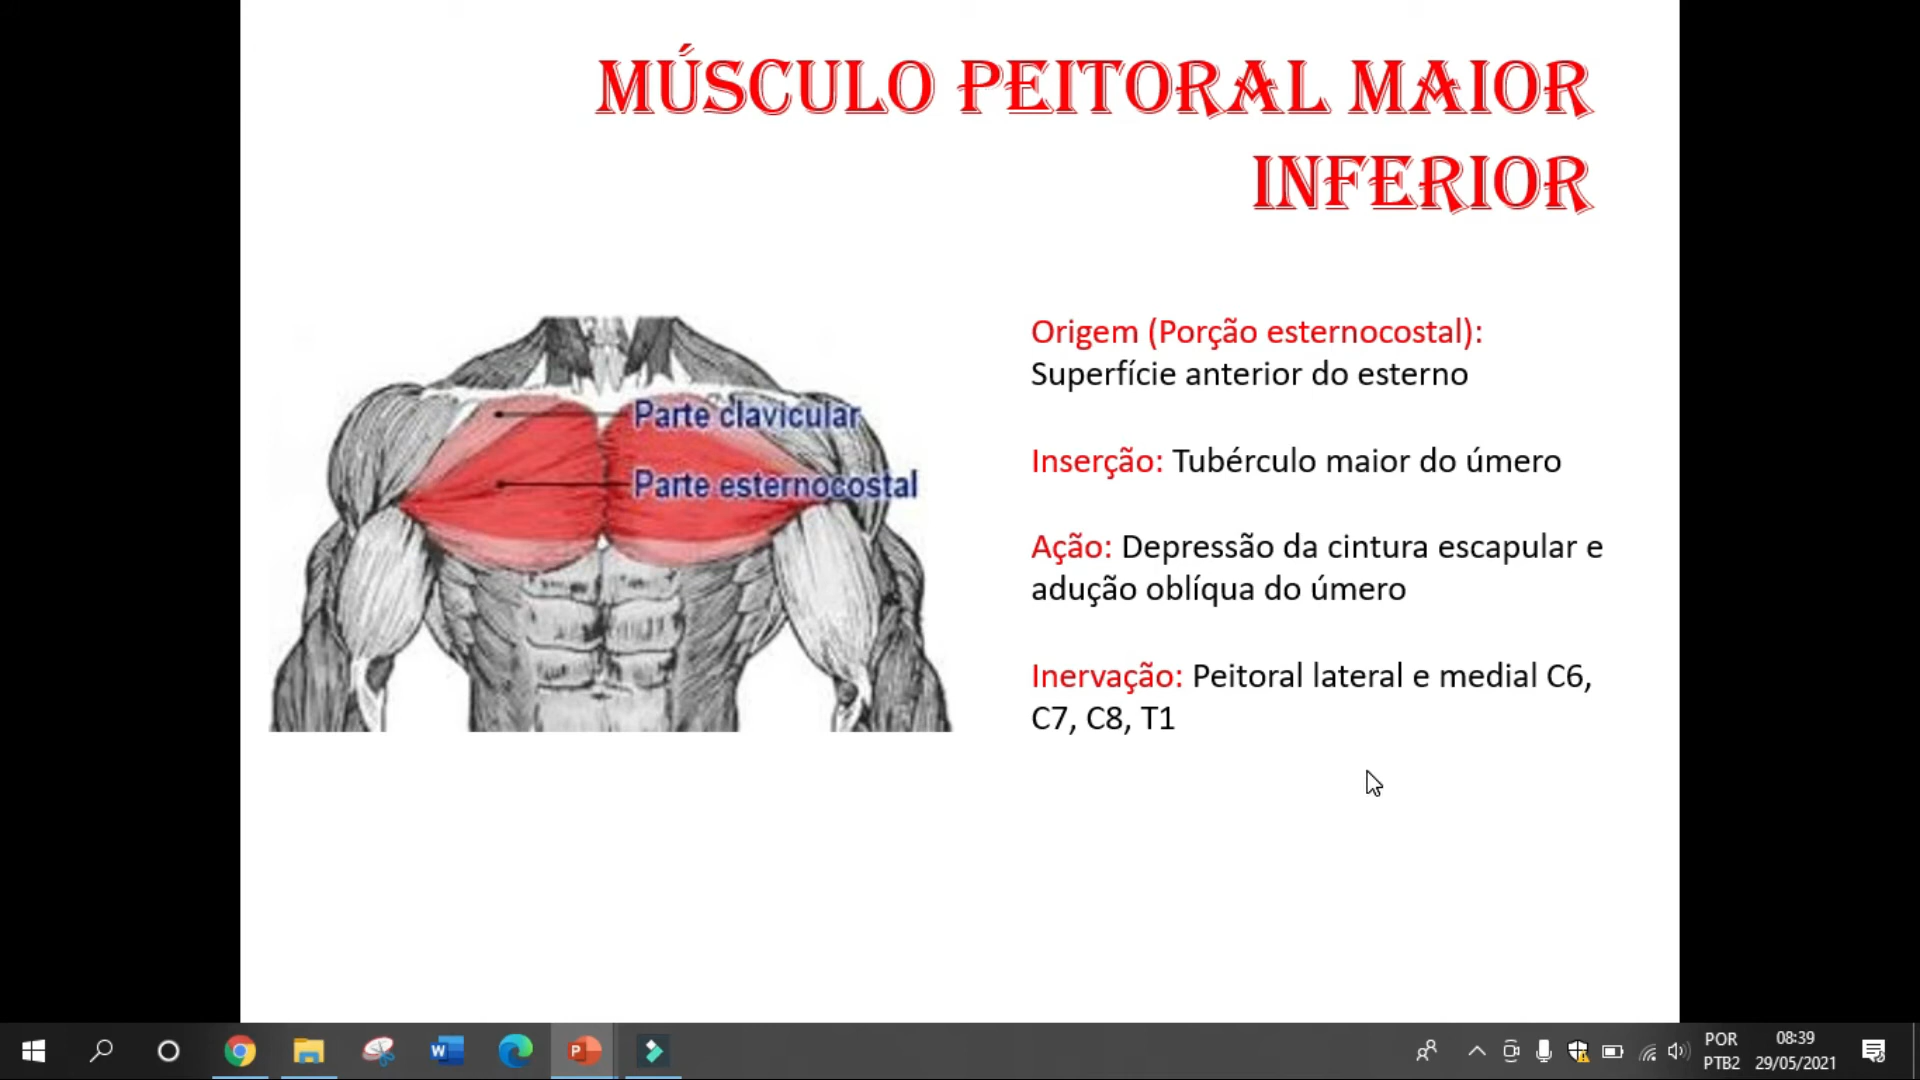 MÚSCULO PEITORAL MAIOR
INFERIOR
Origem (Porção esternocostal):
Superfície anterior do esterno
Parte clavicular
Parte esternocostal
Inserção: Tubérculo maior do úmero
Ação: Depressão da cintura escapular e
adução oblíqua do úmero
Inervação: Peitoral lateral e medial C6,
C7, C8, T1
POR
PTB2
08:39
29/05/2021